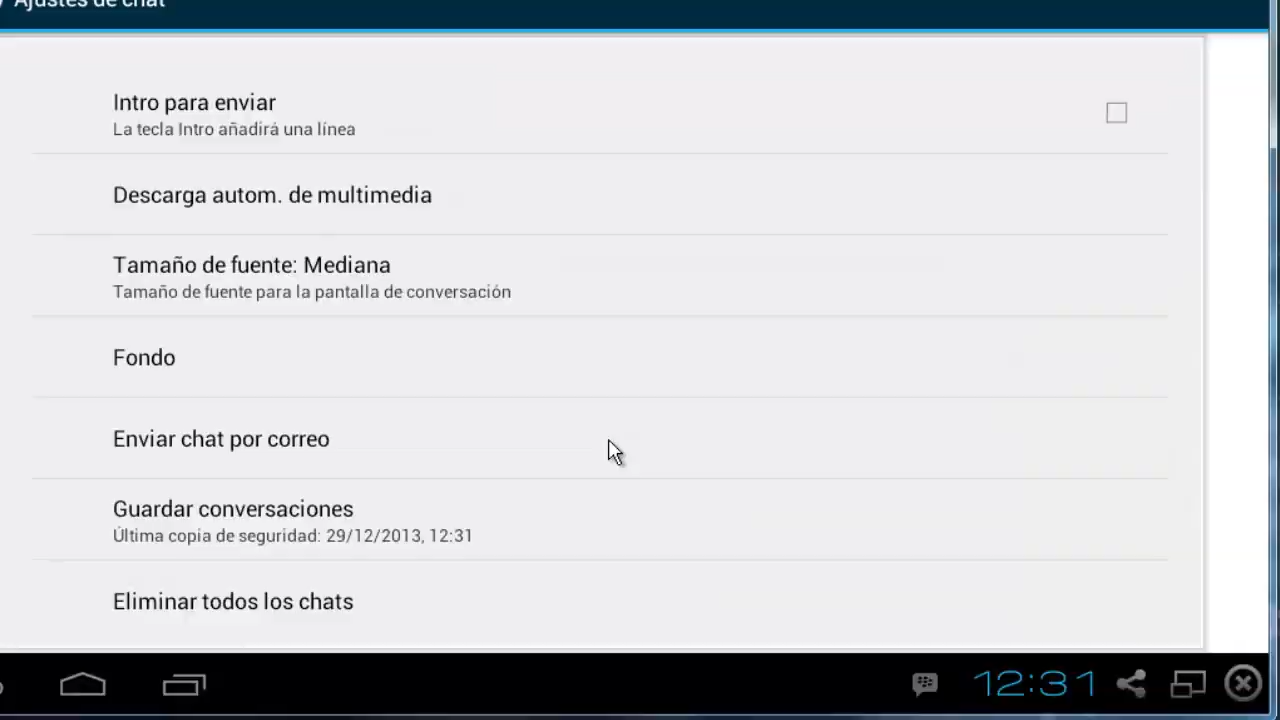 Ajustes de chat
Intro para enviar
La tecla Intro añadirá una línea
Descarga autom. de multimedia
Tamaño de fuente: Mediana
Tamaño de fuente para la pantalla de conversación
Fondo
Enviar chat por correo
Guardar conversaciones
Última copia de seguridad: 29/12/2013, 12:31
Eliminar todos los chats
12:31